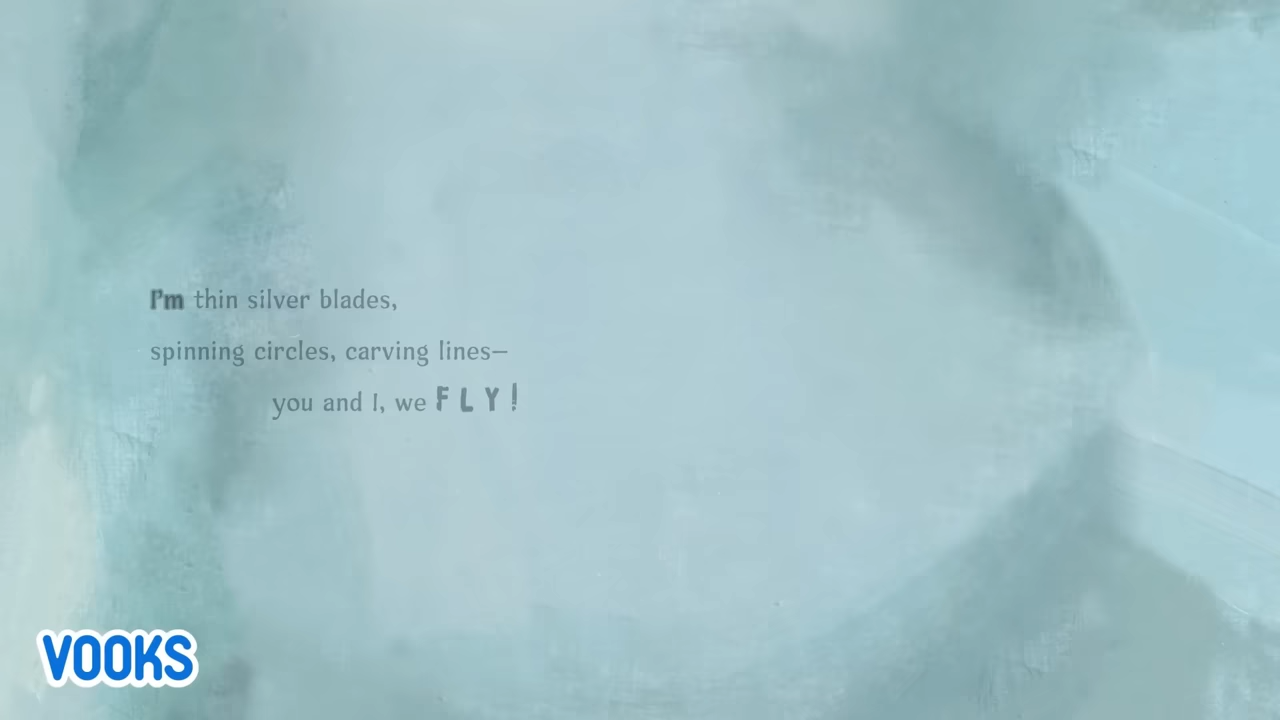 I'm thin silver blades,
spinning circles, carving lines—
you and I, we FLY!
VOOKS